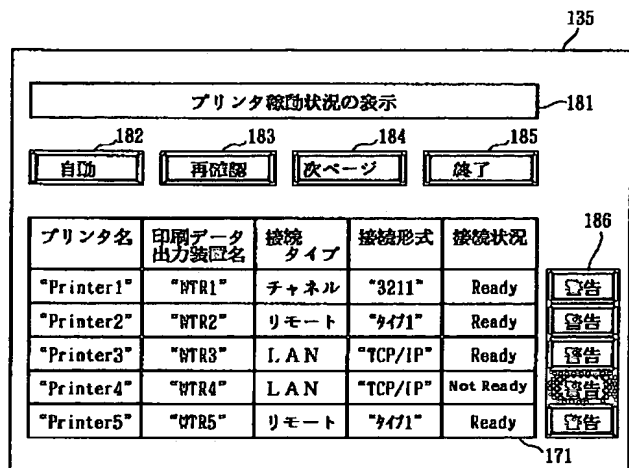 135
プリンタ稼動状況の表示
181
182
183
184
185
自動
再確認
次ページ
終了
プリンタ名 印刷データ出力装置名 接続タイプ 接続形式 接続状況
186
"Printer1" "WTR1" チャネル "3211" Ready 警告
"Printer2" "WTR2" リモート "タイプ1" Ready 警告
"Printer3" "WTR3" LAN "TCP/IP" Ready 警告
"Printer4" "WTR4" LAN "TCP/IP" Not Ready 警告
"Printer5" "WTR5" リモート "タイプ1" Ready 警告
171